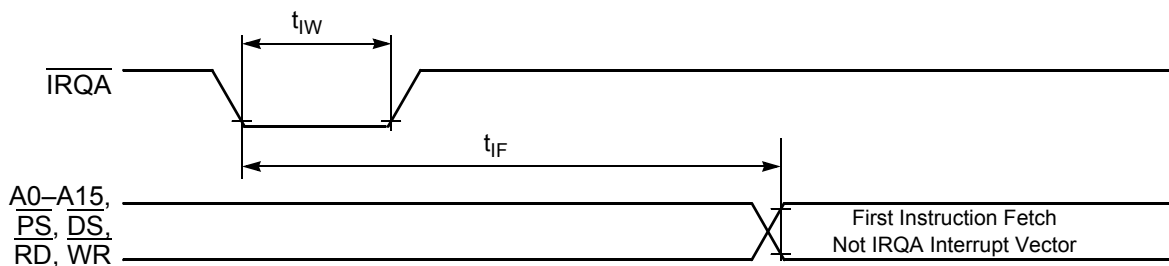 tIW
IRQA
tIF
A0–A15,
PS, DS,
RD, WR
First Instruction Fetch
Not IRQA Interrupt Vector